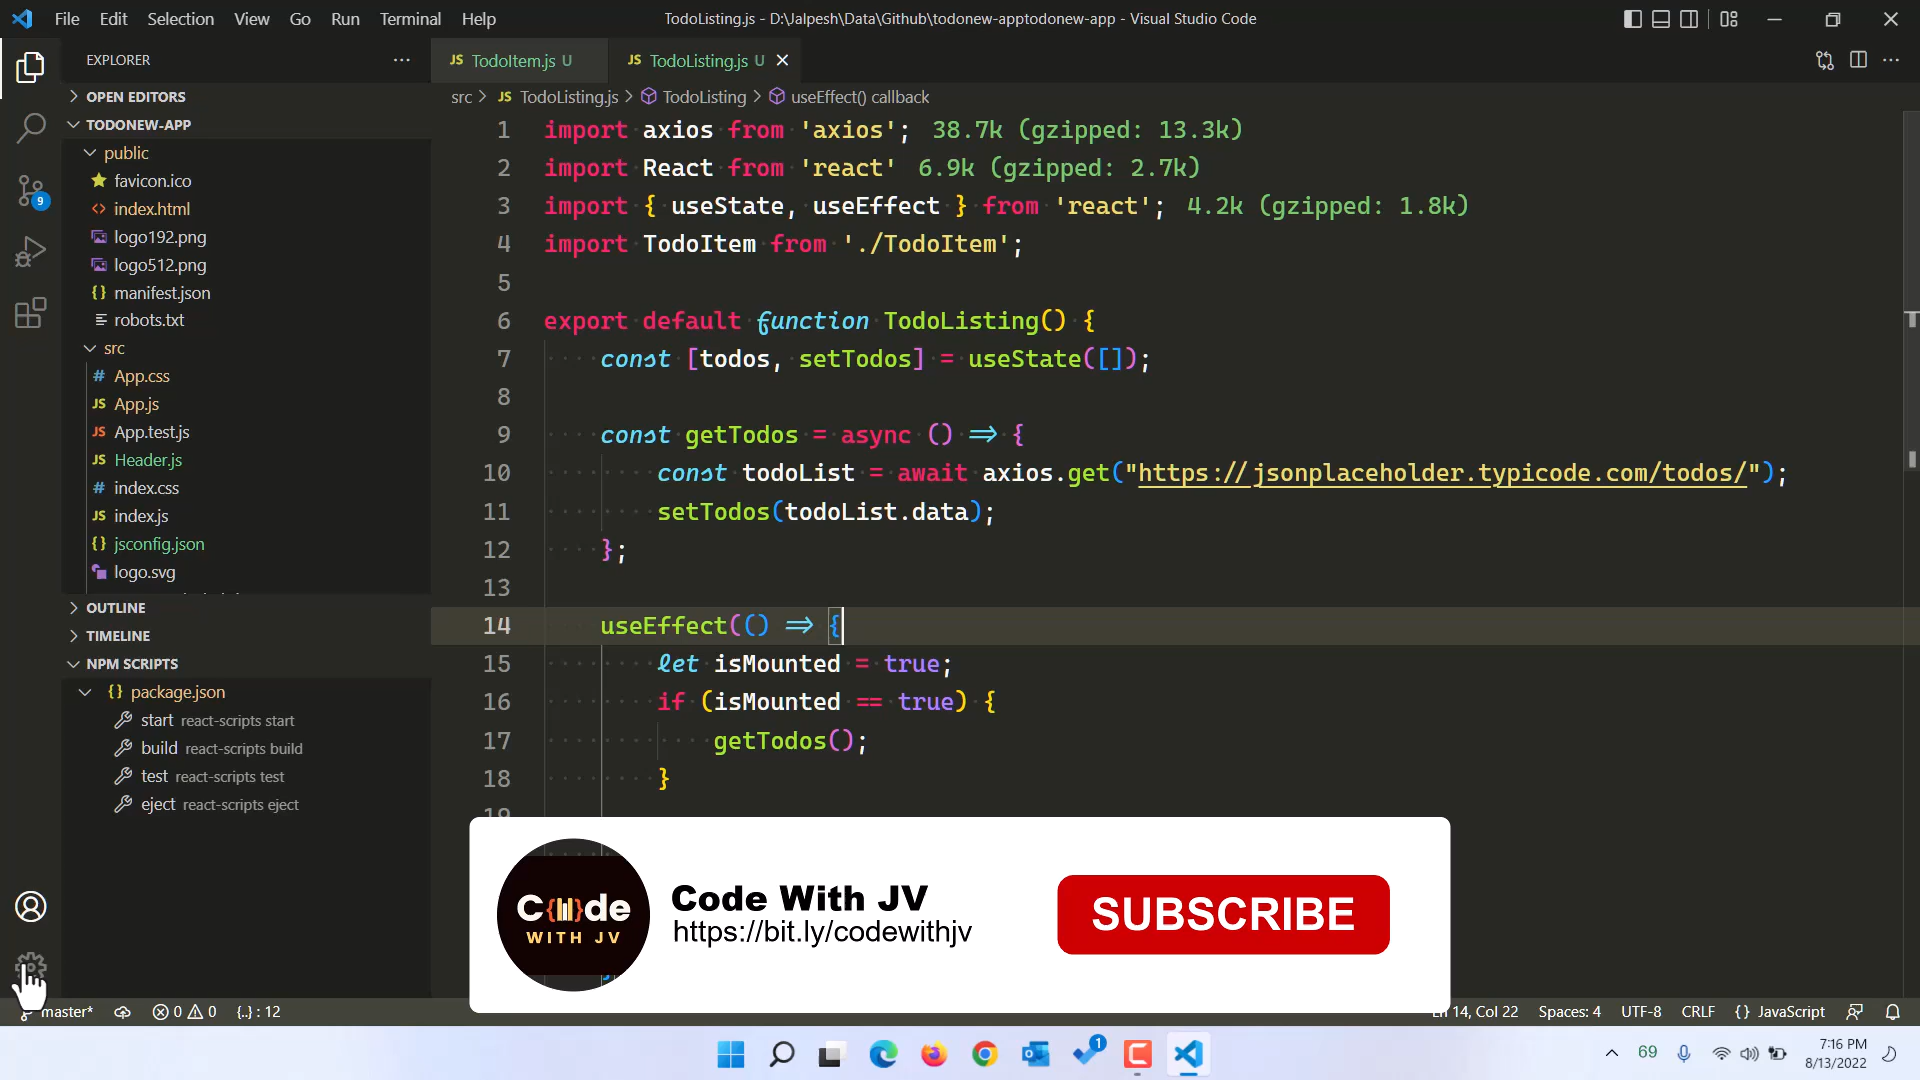 File Edit Selection View Go Run Terminal Help
TodoListing.js - D:\Jalpesh\Data\Github\todonew-apptodonew-app - Visual Studio Code
EXPLORER
OPEN EDITORS
TODONEW-APP
public
favicon.ico
index.html
logo192.png
logo512.png
manifest.json
robots.txt
src
App.css
App.js
App.test.js
Header.js
index.css
index.js
jsconfig.json
logo.svg
OUTLINE
TIMELINE
NPM SCRIPTS
package.json
start react-scripts start
build react-scripts build
test react-scripts test
eject react-scripts eject
9
JS TodoItem.js U
JS TodoListing.js U
src > JS TodoListing.js > TodoListing > useEffect() callback
1 import axios from 'axios'; 38.7k (gzipped: 13.3k)
2 import React from 'react' 6.9k (gzipped: 2.7k)
3 import { useState, useEffect } from 'react'; 4.2k (gzipped: 1.8k)
4 import TodoItem from './TodoItem';
5
6 export default function TodoListing() {
7 const [todos, setTodos] = useState([]);
8
9 const getTodos = async () => {
10 const todoList = await axios.get("https://jsonplaceholder.typicode.com/todos/");
11 setTodos(todoList.data);
12 };
13
14 useEffect(() => {
15 let isMounted = true;
16 if (isMounted == true) {
17 getTodos();
18 }
C{}de
WITH JV
Code With JV
https://bit.ly/codewithjv
SUBSCRIBE
master* 0 0 {..} : 12
Ln 14, Col 22 Spaces: 4 UTF-8 CRLF {} JavaScript
1
69
7:16 PM
8/13/2022